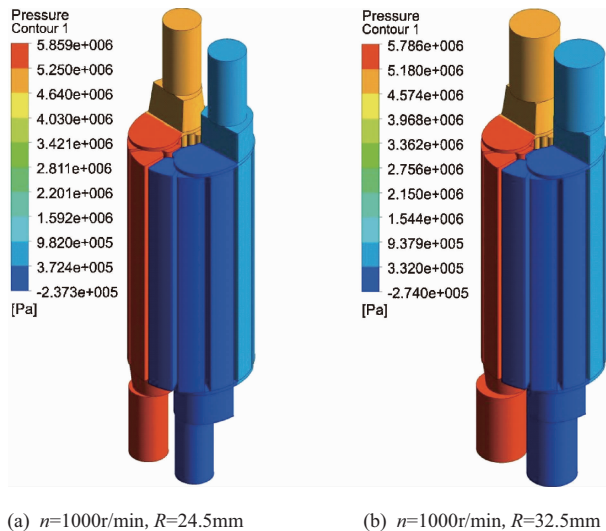 Pressure
Contour 1
5.859e+006
5.250e+006
4.640e+006
4.030e+006
3.421e+006
2.811e+006
2.201e+006
1.592e+006
9.820e+005
3.724e+005
-2.373e+005
[Pa]
(a) n=1000r/min, R=24.5mm
Pressure
Contour 1
5.786e+006
5.180e+006
4.574e+006
3.968e+006
3.362e+006
2.756e+006
2.150e+006
1.544e+006
9.379e+005
3.320e+005
-2.740e+005
[Pa]
(b) n=1000r/min, R=32.5mm